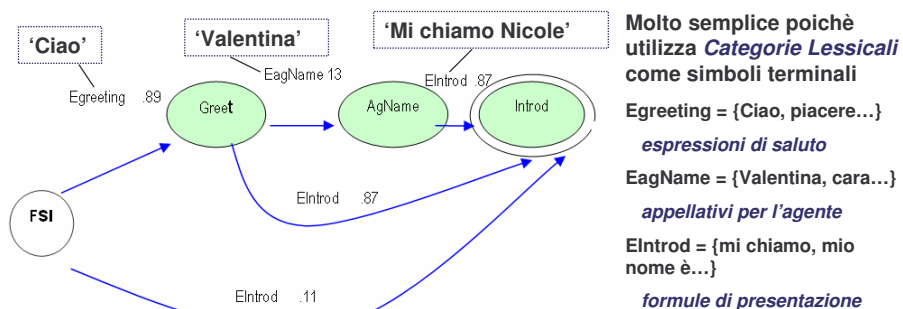 ‘Ciao’
‘Valentina’
‘Mi chiamo Nicole’
EagName 13
EIntrod .87
Egreeting .89
Greet
AgName
Introd
EIntrod .87
FSI
EIntrod .11
Molto semplice poichè
utilizza Categorie Lessicali
come simboli terminali
Egreeting = {Ciao, piacere…}
espressioni di saluto
EagName = {Valentina, cara…}
appellativi per l’agente
EIntrod = {mi chiamo, mio
nome è…}
formule di presentazione